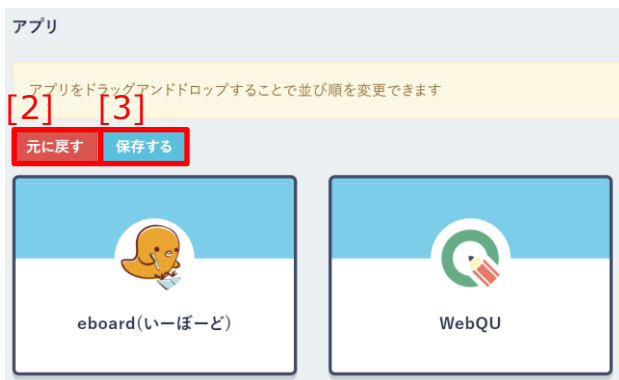 アプリ
アプリをドラッグアンドドロップすることで並び順を変更できます
[2] [3]
元に戻す 保存する
eboard(いーぼーど) WebQU